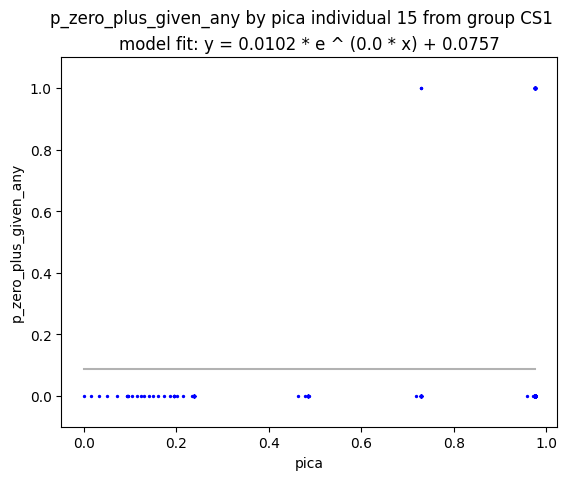 p_zero_plus_given_any by pica individual 15 from group CS1
model fit: y = 0.0102 * e ^ (0.0 * x) + 0.0757
1.0
0.8
0.6
0.4
0.2
0.0
p_zero_plus_given_any
0.0 0.2 0.4 0.6 0.8 1.0
pica